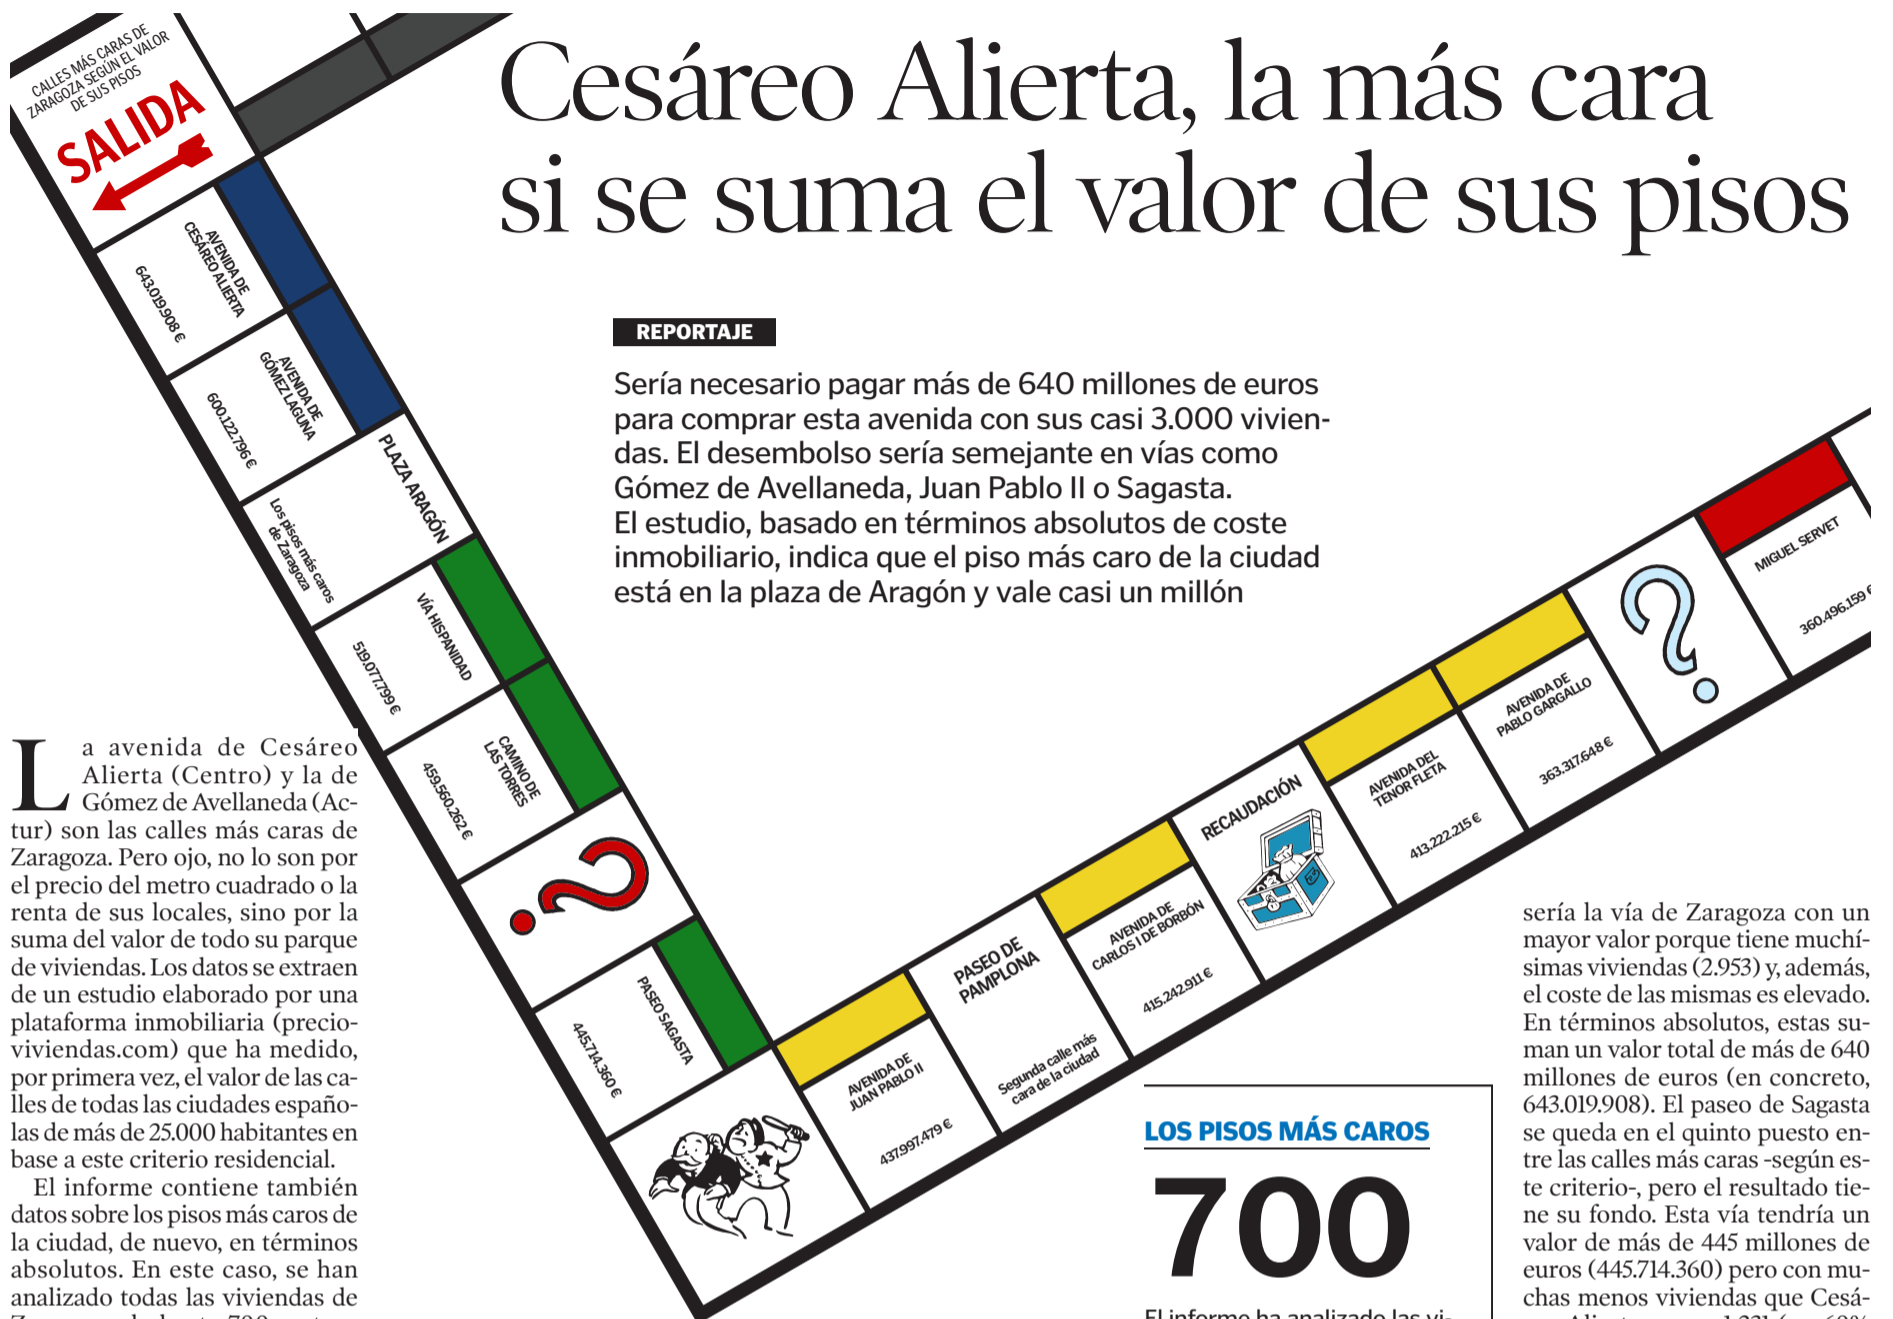 CALLES MÁS CARAS DE
ZARAGOZA SEGÚN EL VALOR
DE SUS PISOS
SALIDA
Cesáreo Alierta, la más cara
si se suma el valor de sus pisos
REPORTAJE
Sería necesario pagar más de 640 millones de euros
para comprar esta avenida con sus casi 3.000 vivien-
das. El desembolso sería semejante en vías como
Gómez de Avellaneda, Juan Pablo II o Sagasta.
El estudio, basado en términos absolutos de coste
inmobiliario, indica que el piso más caro de la ciudad
está en la plaza de Aragón y vale casi un millón
AVENIDA DE
CESÁREO ALIERTA
643.019.908 €
AVENIDA DE
GÓMEZ LAGUNA
600.122.796 €
PLAZA ARAGÓN
Los pisos más caros
de Zaragoza
VÍA HISPANIDAD
519.077.799 €
CAMINO DE
LAS TORRES
459.560.262 €
?
PASEO SAGASTA
445.714.360 €
AVENIDA DE
JUAN PABLO II
437.997.479 €
PASEO DE
PAMPLONA
Segunda calle más
cara de la ciudad
AVENIDA DE
CARLOS I DE BORBÓN
415.242.911 €
RECAUDACIÓN
AVENIDA DEL
TENOR FLETA
413.222.215 €
AVENIDA DE
PABLO GARGALLO
363.317.648 €
?
MIGUEL SERVET
360.496.159 €
La avenida de Cesáreo
Alierta (Centro) y la de
Gómez de Avellaneda (Ac-
tur) son las calles más caras de
Zaragoza. Pero ojo, no lo son por
el precio del metro cuadrado o la
renta de sus locales, sino por la
suma del valor de todo su parque
de viviendas. Los datos se extraen
de un estudio elaborado por una
plataforma inmobiliaria (precio-
viviendas.com) que ha medido,
por primera vez, el valor de las ca-
lles de todas las ciudades españo-
las de más de 25.000 habitantes en
base a este criterio residencial.
El informe contiene también
datos sobre los pisos más caros de
la ciudad, de nuevo, en términos
absolutos. En este caso, se han
analizado todas las viviendas de
LOS PISOS MÁS CAROS
700
El informe ha analizado las vi-
sería la vía de Zaragoza con un
mayor valor porque tiene muchí-
simas viviendas (2.953) y, además,
el coste de las mismas es elevado.
En términos absolutos, estas su-
man un valor total de más de 640
millones de euros (en concreto,
643.019.908). El paseo de Sagasta
se queda en el quinto puesto en-
tre las calles más caras -según es-
te criterio-, pero el resultado tie-
ne su fondo. Esta vía tendría un
valor de más de 445 millones de
euros (445.714.360) pero con mu-
chas menos viviendas que Cesá-